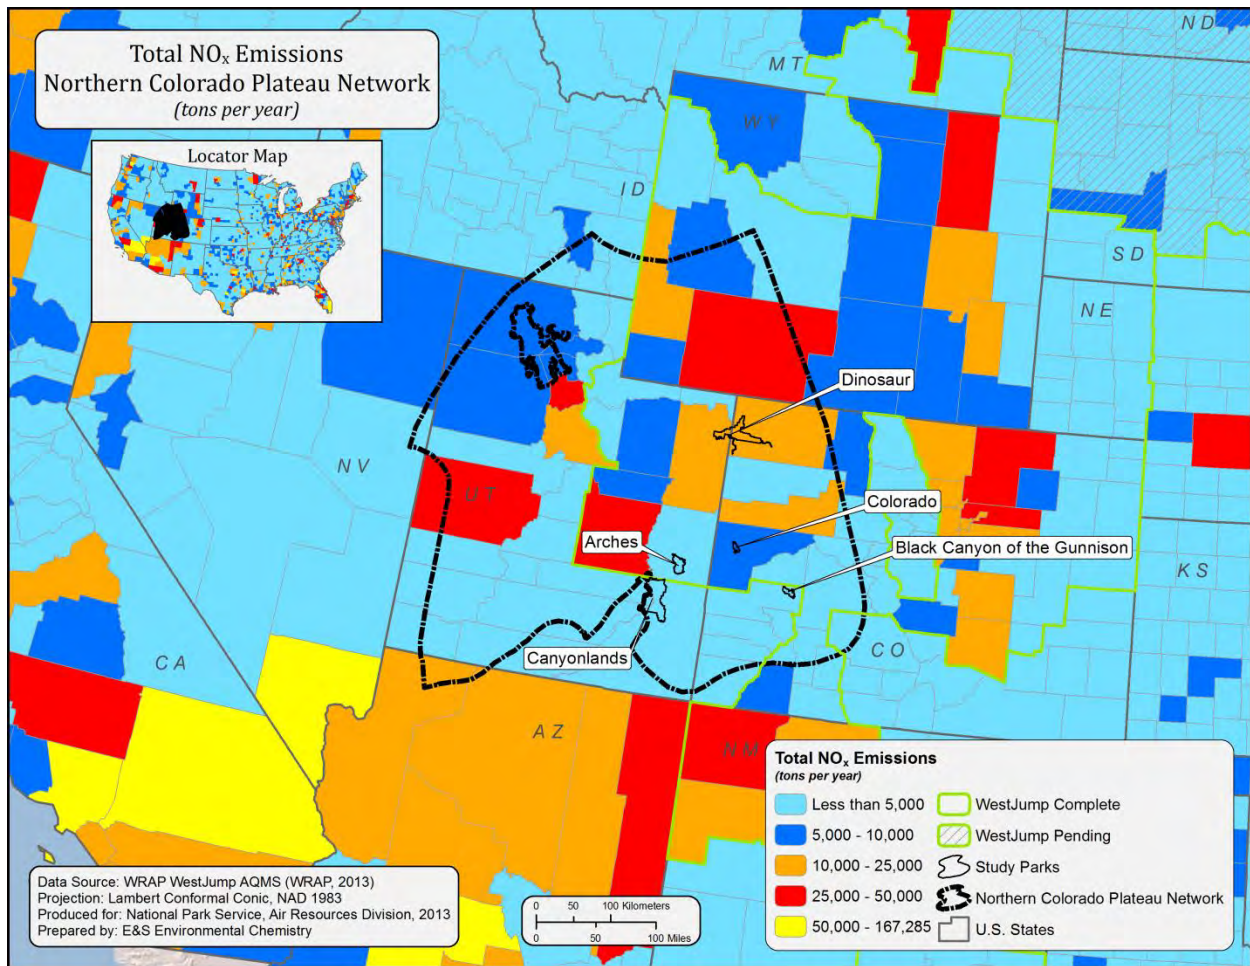 Total NOx Emissions
Northern Colorado Plateau Network
(tons per year)
Locator Map
ND
MT
WY
ID
SD
NE
Dinosaur
NV
UT
Colorado
Arches
Black Canyon of the Gunnison
KS
Canyonlands
CO
CA
AZ
NM
Total NOx Emissions
(tons per year)
Less than 5,000
5,000 - 10,000
10,000 - 25,000
25,000 - 50,000
50,000 - 167,285
WestJump Complete
WestJump Pending
Study Parks
Northern Colorado Plateau Network
U.S. States
Data Source: WRAP WestJump AQMS (WRAP, 2013)
Projection: Lambert Conformal Conic, NAD 1983
Produced for: National Park Service, Air Resources Division, 2013
Prepared by: E&S Environmental Chemistry
0 50 100 Kilometers
0 50 100 Miles